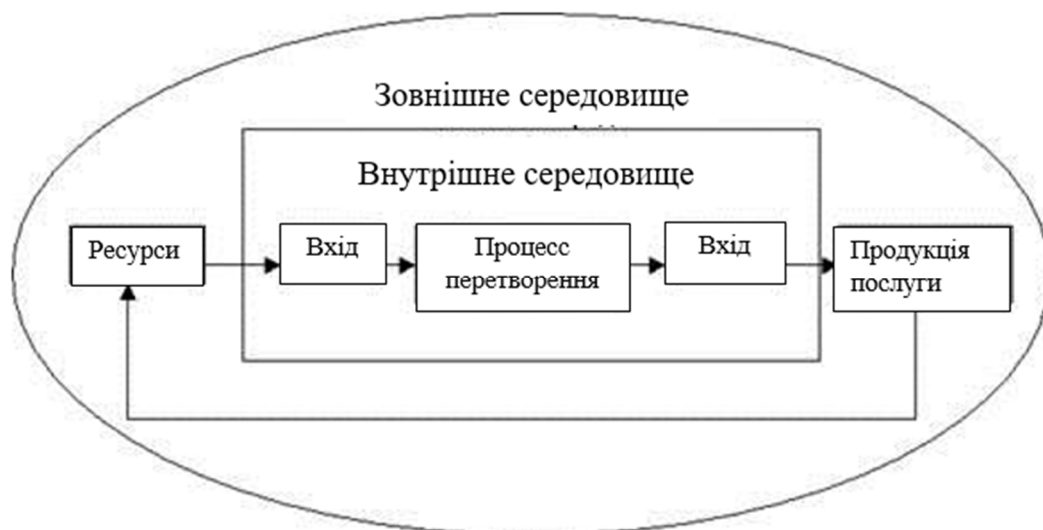 Зовнішне середовище
Внутрішне середовище
Ресурси
Вхід
Процесс
перетворення
Вхід
Продукція
послуги